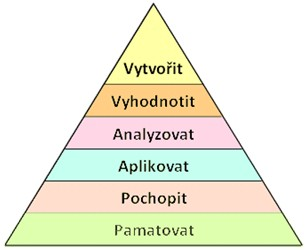 Vytvořit
Vyhodnotit
Analyzovat
Aplikovat
Pochopit
Pamatovat